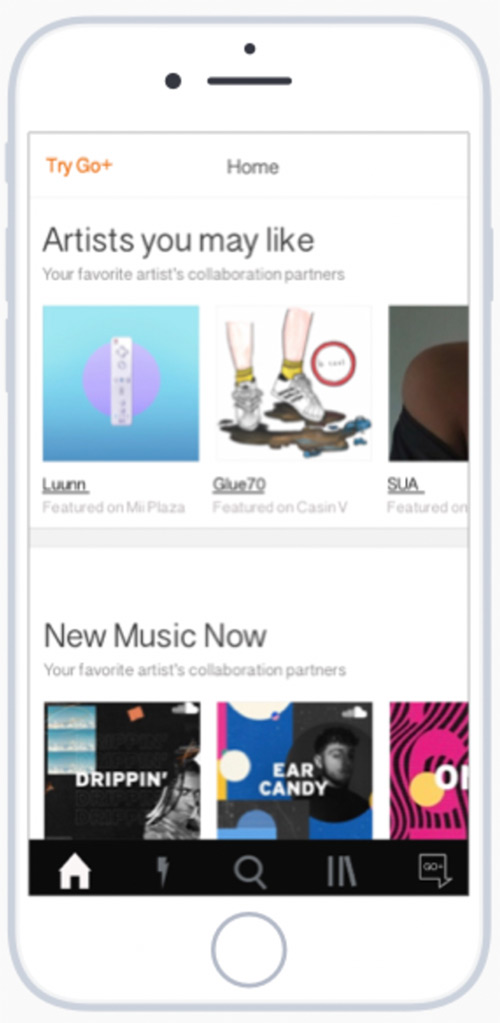 Try Go+
Home
Artists you may like
Your favorite artist's collaboration partners
Luunn
Glue70
SUA
Featured on Mii Plaza
Featured on Casin V
Featured on
New Music Now
Your favorite artist's collaboration partners
DRIPPIN'
EAR
CANDY
GO+